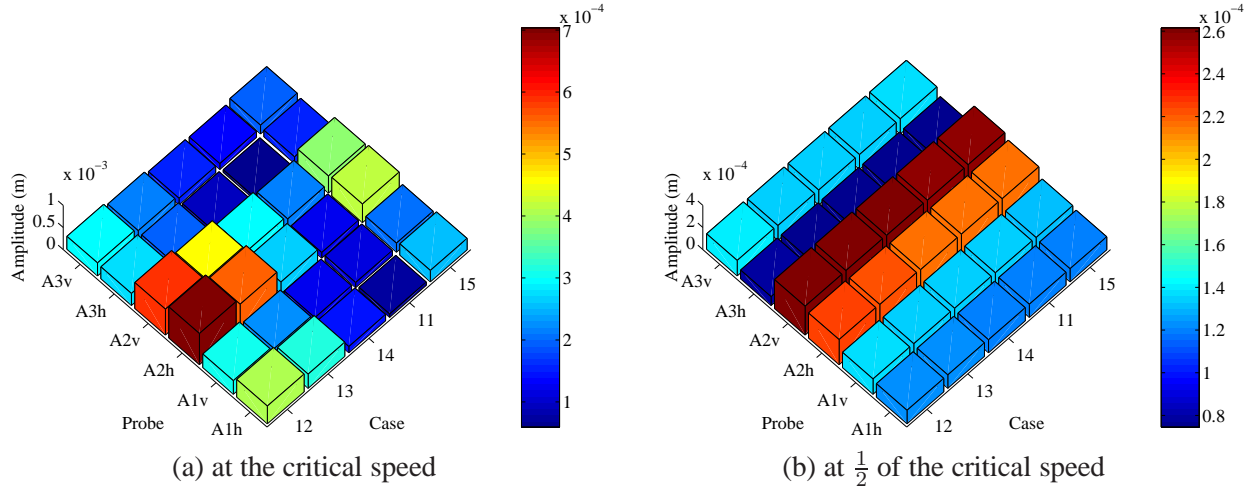 x 10⁻⁴
7
6
5
4
3
2
1
x 10⁻³
1
0.5
0
Amplitude (m)
A3v
A3h
A2v
A2h
A1v
A1h
Probe
12
13
14
11
15
Case
(a) at the critical speed
x 10⁻⁴
2.6
2.4
2.2
2
1.8
1.6
1.4
1.2
1
0.8
x 10⁻⁴
4
2
0
Amplitude (m)
A3v
A3h
A2v
A2h
A1v
A1h
Probe
12
13
14
11
15
Case
(b) at ½ of the critical speed